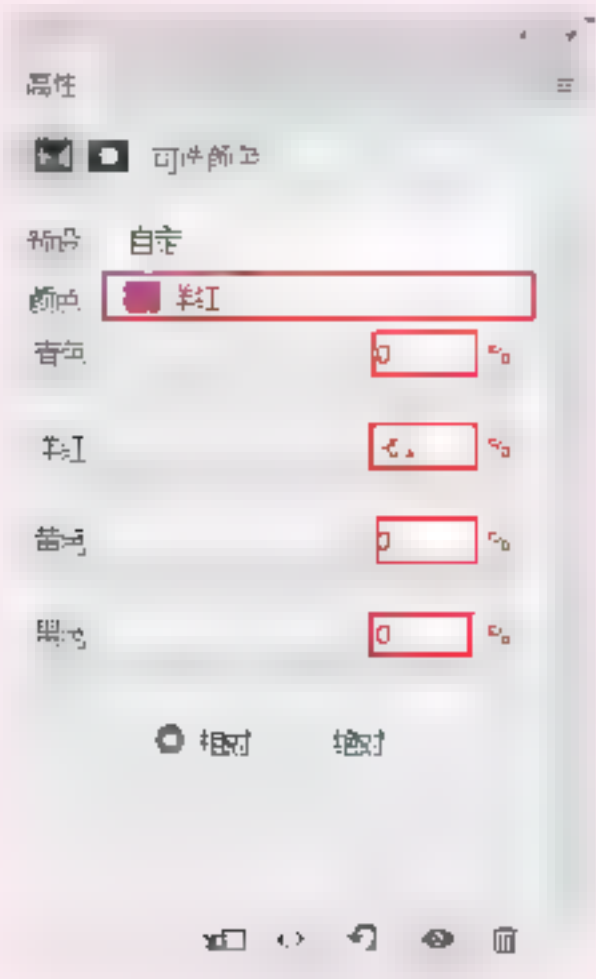 属性
可选颜色
预设 自定
颜色 洋红
青色 0 %
洋红 %
黄色 0 %
黑色 0 %
相对 绝对